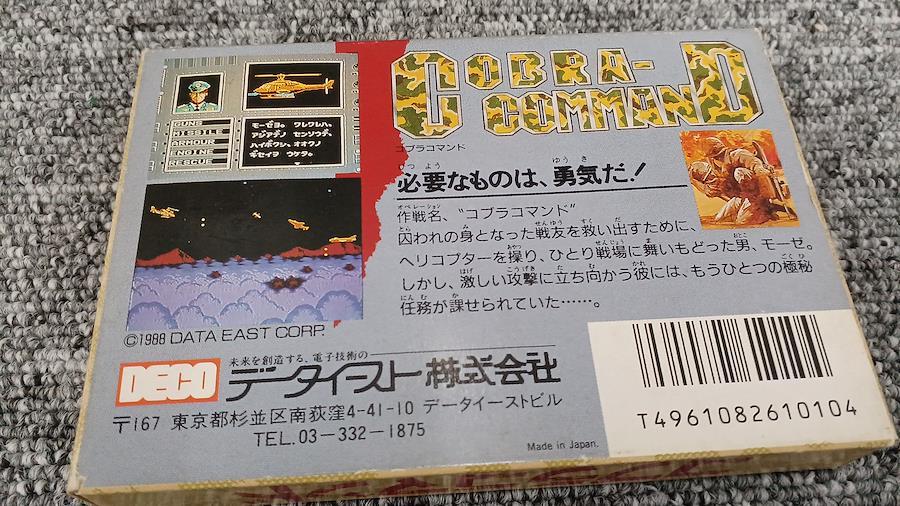 COBRA-
COMMAND
コブラコマンド
GUNS
MISSILE
ARMOUR
ENGINE
RESCUE
モーゼヨ。 ワレワレハ、
アジアデノ センソウデ、
ハイボクシ、オオクノ
ギセイヲ ウケタ。
必要なものは、勇気だ!
作戦名、“コブラコマンド”
囚われの身となった戦友を救い出すために、
ヘリコプターを操り、ひとり戦場に舞いもどった男、モーゼ。
しかし、激しい攻撃に立ち向かう彼には、もうひとつの極秘
任務が課せられていた……。
©1988 DATA EAST CORP.
DECO
未来を創造する、電子技術の
データイースト株式会社
〒167 東京都杉並区南荻窪4-41-10 データイーストビル
TEL.03-332-1875
Made in Japan.
T4961082610104